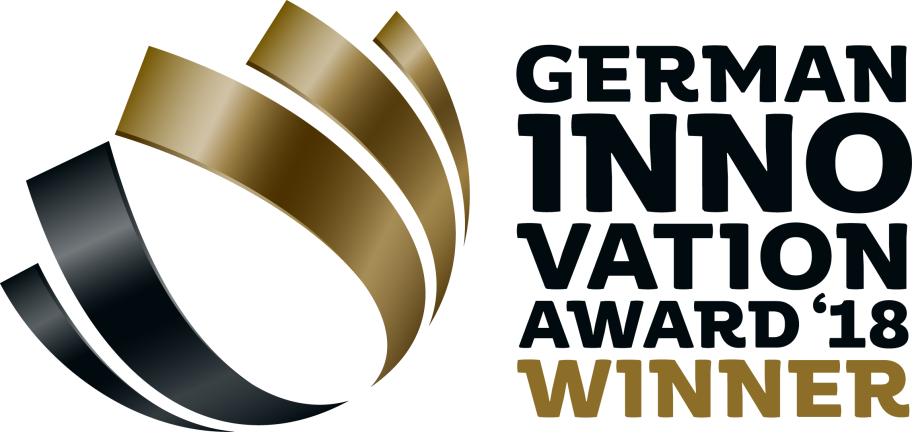 GERMAN
INNO
VATION
AWARD ‘18
WINNER